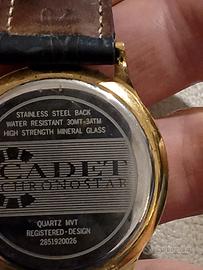 STAINLESS STEEL BACK
WATER RESISTANT 30MT-3ATM
HIGH STRENGTH MINERAL GLASS
CADET
CHRONOSTAR
QUARTZ MVT
REGISTERED-DESIGN
2851920026